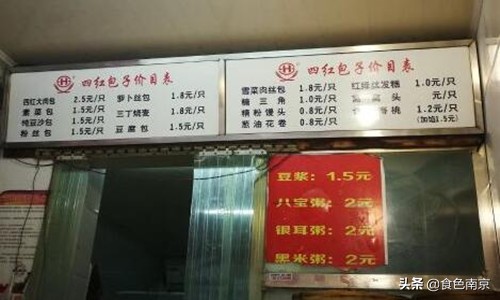 四红包子价目表
四红大肉包 2.5元/只 萝卜丝包 1.8元/只
素菜包 1.5元/只 三丁烧麦 1.8元/只
纯豆沙包 1.5元/只 豆腐包 1.5元/只
粉丝包 1.5元/只
四红包子价目表
雪菜肉丝包 1.8元/只 红绿丝发糕 1.0元/只
糖三角 1.0元/只 头 元/只
精粉馒头 0.8元/只 桃 1.2元/只
葱油花卷 0.8元/只 (加馅1.5元)
豆浆:1.5元
八宝粥:2元
银耳粥:2元
黑米粥:2元
头条 @食色南京